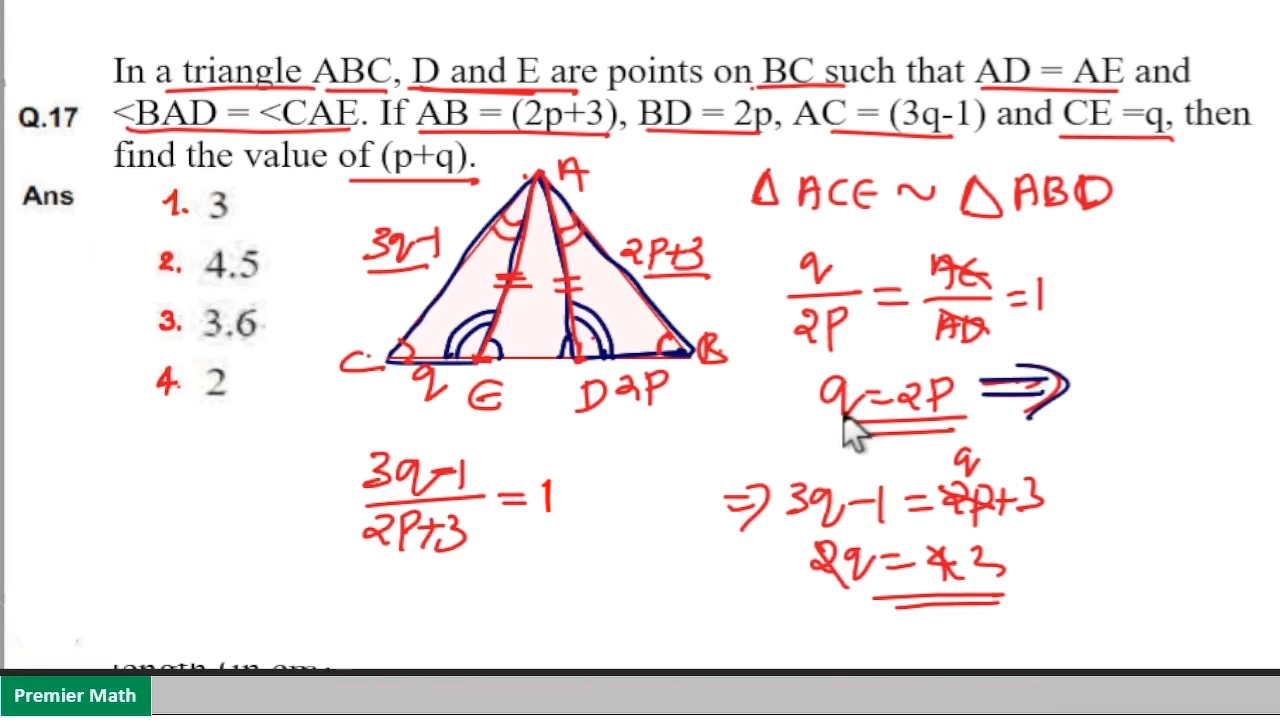 In a triangle ABC, D and E are points on BC such that AD = AE and
Q.17 <BAD = <CAE. If AB = (2p+3), BD = 2p, AC = (3q-1) and CE =q, then
find the value of (p+q).
Ans
1. 3
2. 4.5
3. 3.6
4. 2
A
3q-1
2P+3
C
q
E
D
2P
B
Δ ACE ~ Δ ABD
q/2P = AE/AD = 1
q = 2P ⇒
(3q-1)/(2P+3) = 1
q
⇒ 3q-1 = 2p+3
2q = 4 2
Premier Math